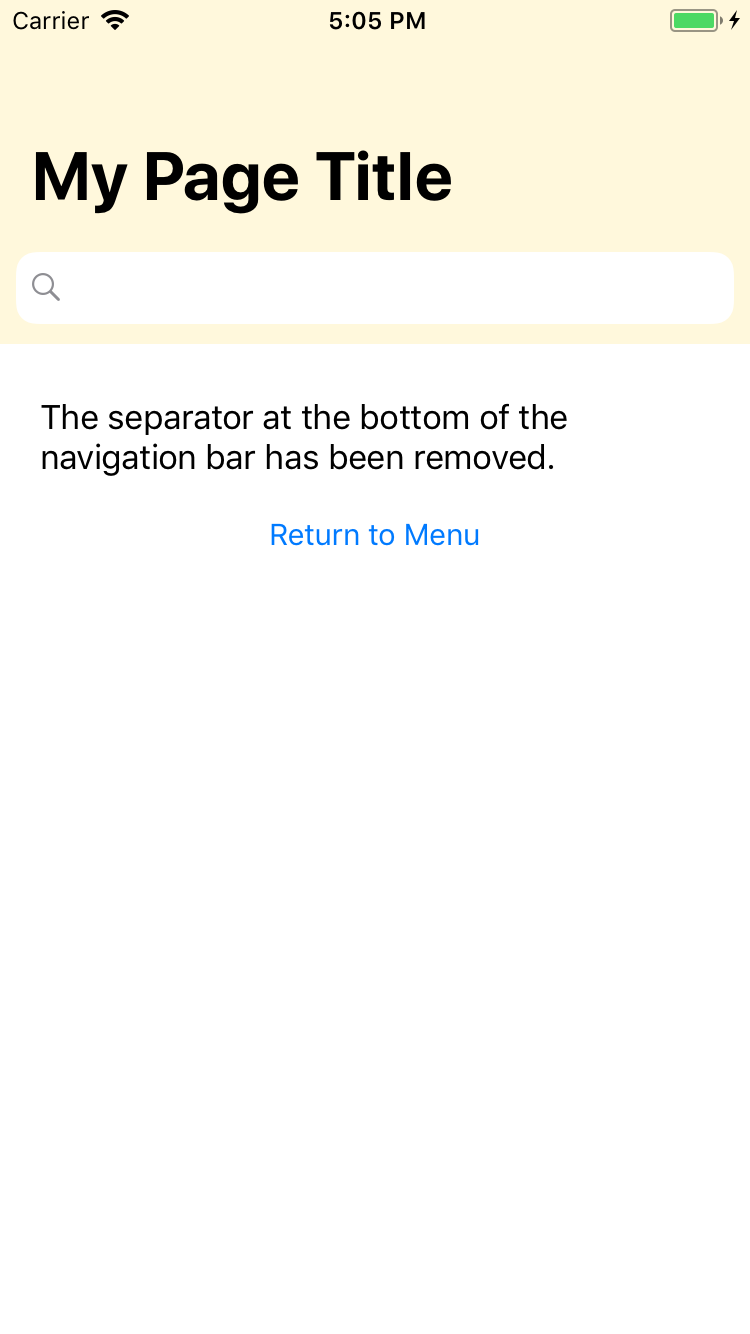 Carrier 5:05 PM
My Page Title
The separator at the bottom of the
navigation bar has been removed.
Return to Menu